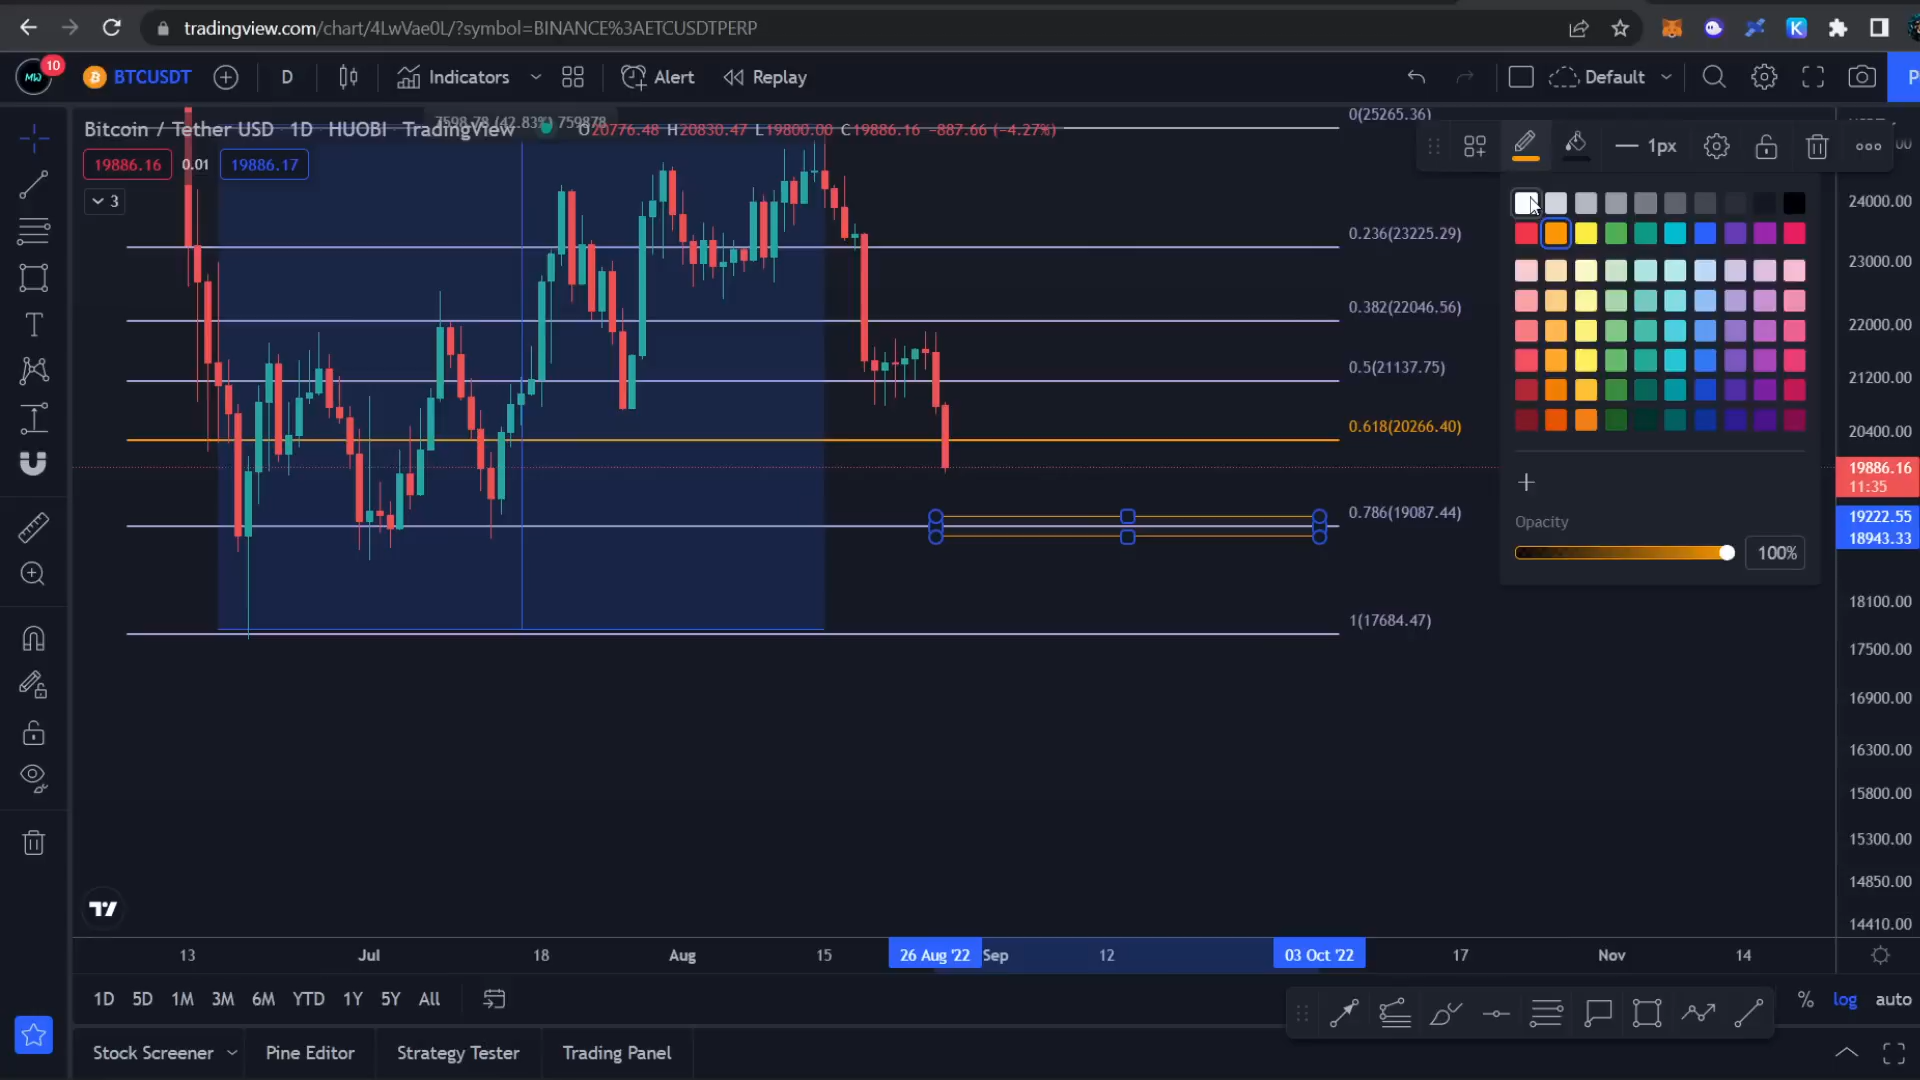 tradingview.com/chart/4LwVae0L/?symbol=BINANCE%3AETCUSDTPERP
MW 10 BTCUSDT D Indicators Alert Replay Default P
7598.78 (42.83%) 759878
Bitcoin / Tether USD 1D HUOBI TradingView O20776.48 H20830.47 L19800.00 C19886.16 −887.66 (−4.27%)
19886.16 0.01 19886.17
3
1px
0(25265.36)
0.236(23225.29)
0.382(22046.56)
0.5(21137.75)
0.618(20266.40)
0.786(19087.44)
1(17684.47)
Opacity
100%
24000.00
23000.00
22000.00
21200.00
20400.00
19886.16
11:35
19222.55
18943.33
18100.00
17500.00
16900.00
16300.00
15800.00
15300.00
14850.00
14410.00
13 Jul 18 Aug 15 26 Aug '22 Sep 12 03 Oct '22 17 Nov 14
1D 5D 1M 3M 6M YTD 1Y 5Y All
% log auto
Stock Screener Pine Editor Strategy Tester Trading Panel